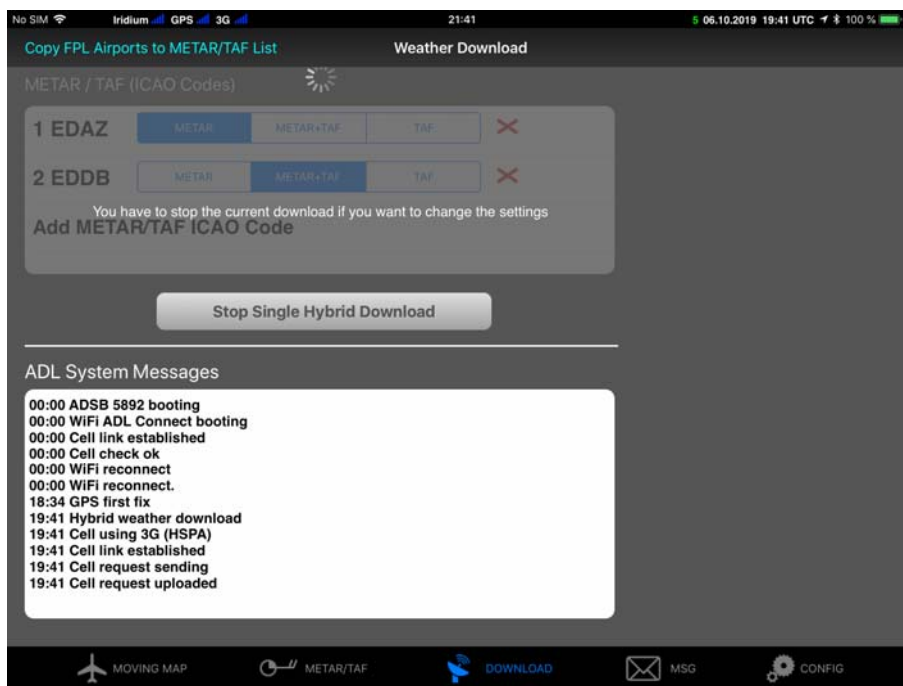 No SIM Iridium GPS 3G 21:41 5 06.10.2019 19:41 UTC 100 %
Copy FPL Airports to METAR/TAF List Weather Download
METAR / TAF (ICAO Codes)
1 EDAZ METAR METAR+TAF TAF
2 EDDB METAR METAR+TAF TAF
You have to stop the current download if you want to change the settings
Add METAR/TAF ICAO Code
Stop Single Hybrid Download
ADL System Messages
00:00 ADSB 5892 booting
00:00 WiFi ADL Connect booting
00:00 Cell link established
00:00 Cell check ok
00:00 WiFi reconnect
00:00 WiFi reconnect.
18:34 GPS first fix
19:41 Hybrid weather download
19:41 Cell using 3G (HSPA)
19:41 Cell link established
19:41 Cell request sending
19:41 Cell request uploaded
MOVING MAP METAR/TAF DOWNLOAD MSG CONFIG